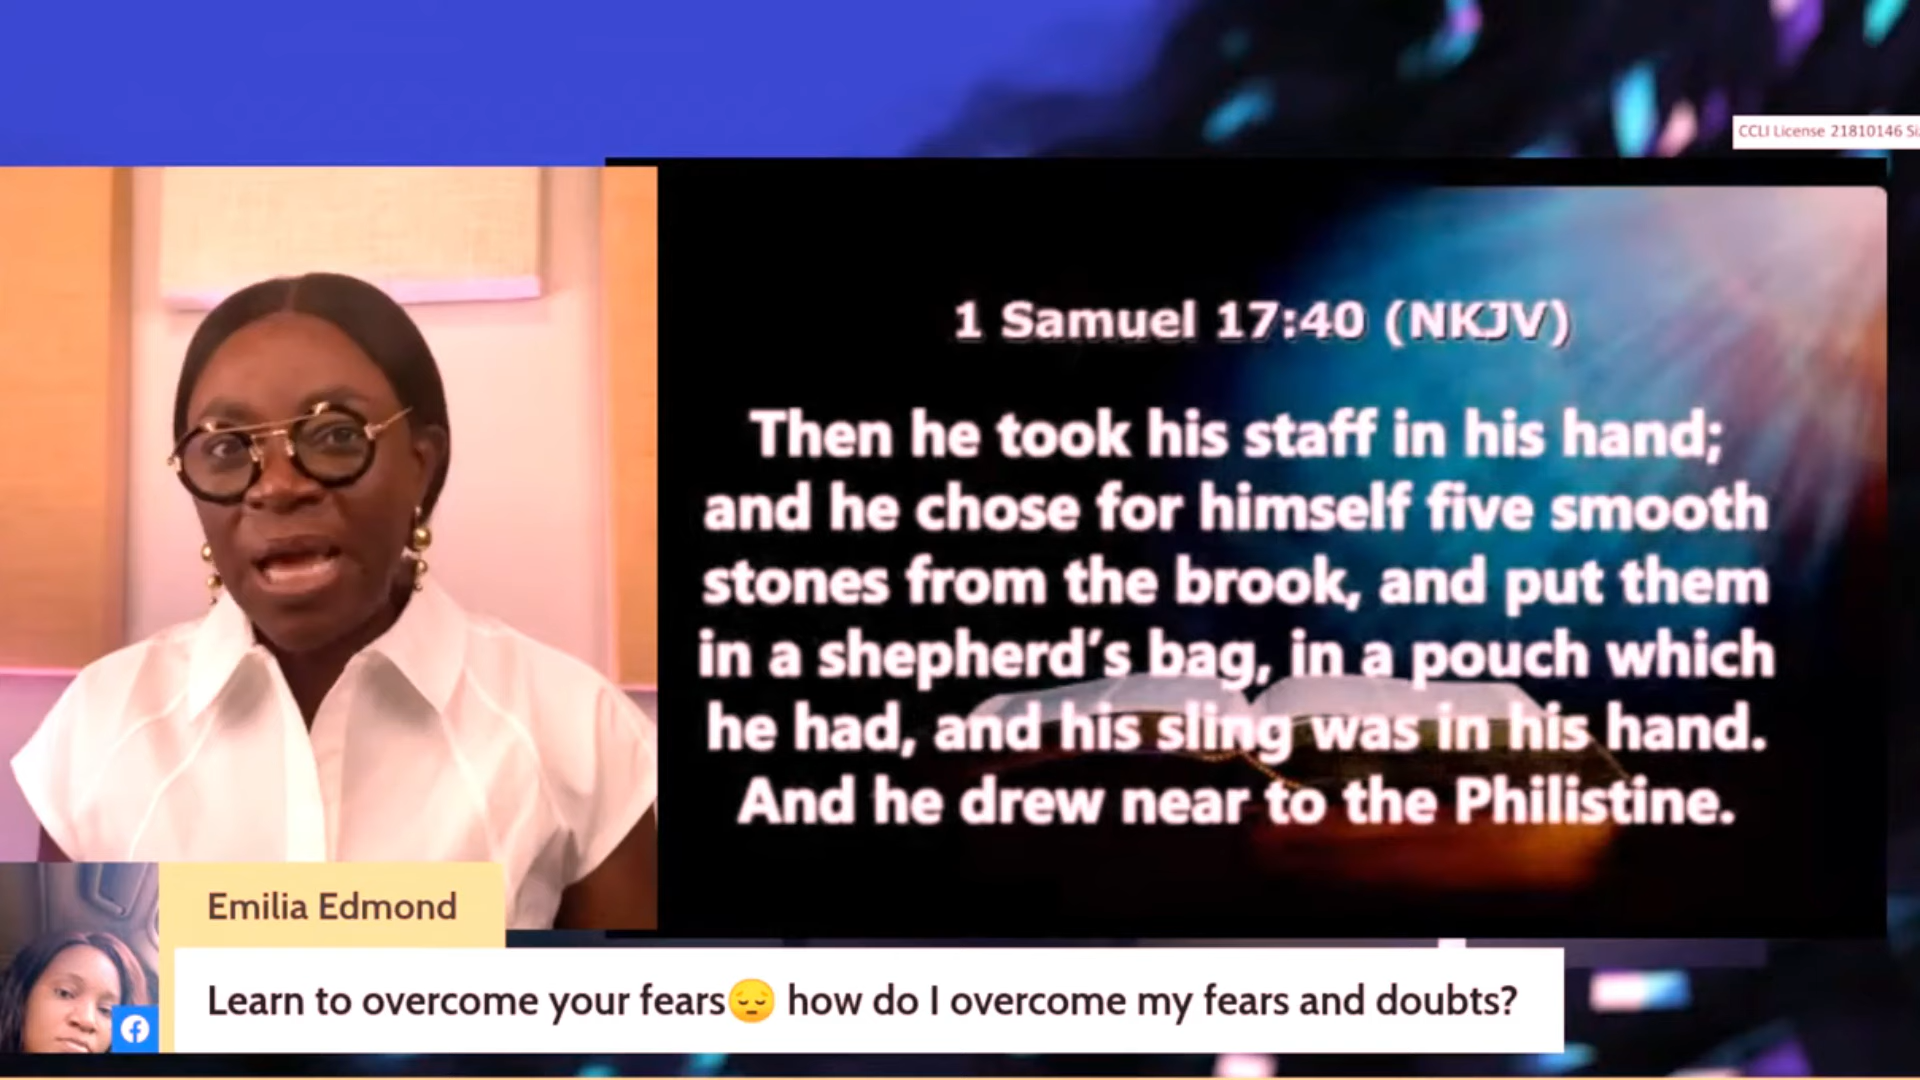 CCLI License 21810146
1 Samuel 17:40 (NKJV)
Then he took his staff in his hand;
and he chose for himself five smooth
stones from the brook, and put them
in a shepherd’s bag, in a pouch which
he had, and his sling was in his hand.
And he drew near to the Philistine.
Emilia Edmond
Learn to overcome your fears😔 how do I overcome my fears and doubts?